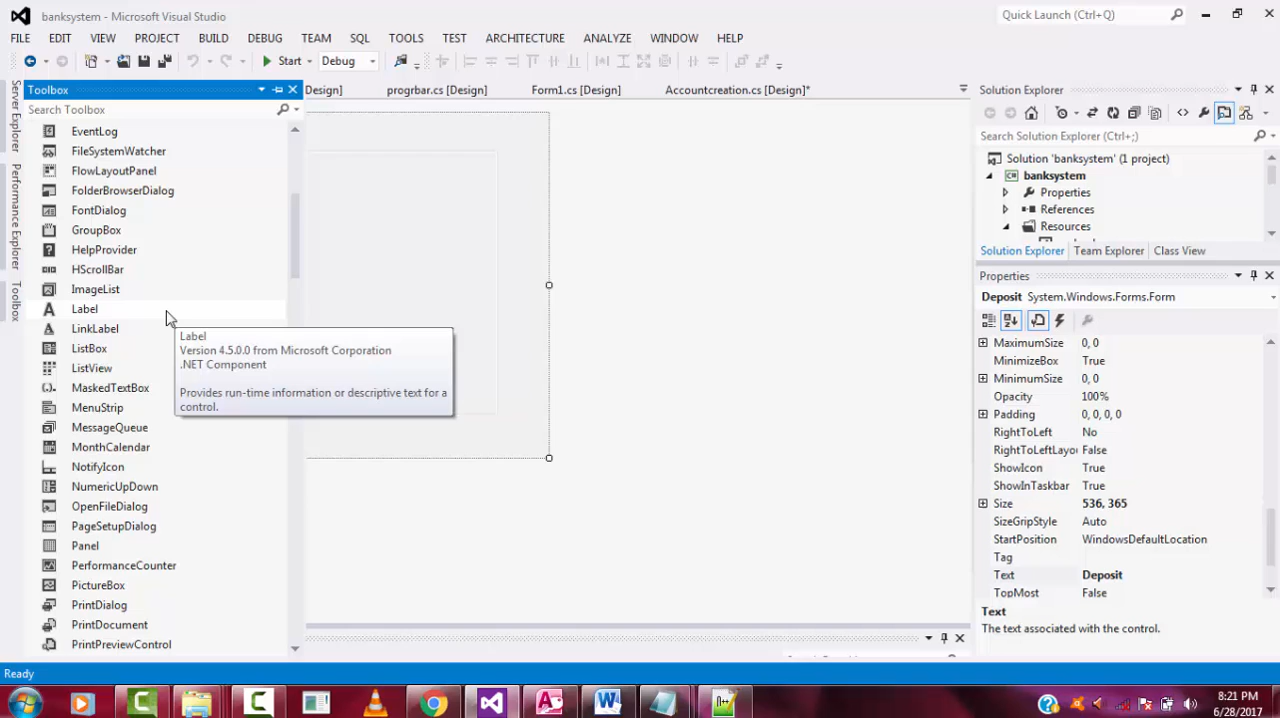 banksystem - Microsoft Visual Studio
Quick Launch (Ctrl+Q)
FILE EDIT VIEW PROJECT BUILD DEBUG TEAM SQL TOOLS TEST ARCHITECTURE ANALYZE WINDOW HELP
Start Debug
Server Explorer
Performance Explorer
Toolbox
Toolbox
Search Toolbox
EventLog
FileSystemWatcher
FlowLayoutPanel
FolderBrowserDialog
FontDialog
GroupBox
HelpProvider
HScrollBar
ImageList
Label
LinkLabel
ListBox
ListView
MaskedTextBox
MenuStrip
MessageQueue
MonthCalendar
NotifyIcon
NumericUpDown
OpenFileDialog
PageSetupDialog
Panel
PerformanceCounter
PictureBox
PrintDialog
PrintDocument
PrintPreviewControl
Label
Version 4.5.0.0 from Microsoft Corporation
.NET Component
Provides run-time information or descriptive text for a
control.
[Design] progrbar.cs [Design] Form1.cs [Design] Accountcreation.cs [Design]*
Solution Explorer
Search Solution Explorer (Ctrl+;)
Solution 'banksystem' (1 project)
banksystem
Properties
References
Resources
Solution Explorer Team Explorer Class View
Properties
Deposit System.Windows.Forms.Form
MaximumSize 0, 0
MinimizeBox True
MinimumSize 0, 0
Opacity 100%
Padding 0, 0, 0, 0
RightToLeft No
RightToLeftLayou False
ShowIcon True
ShowInTaskbar True
Size 536, 365
SizeGripStyle Auto
StartPosition WindowsDefaultLocation
Tag
Text Deposit
TopMost False
Text
The text associated with the control.
Ready
8:21 PM
6/28/2017